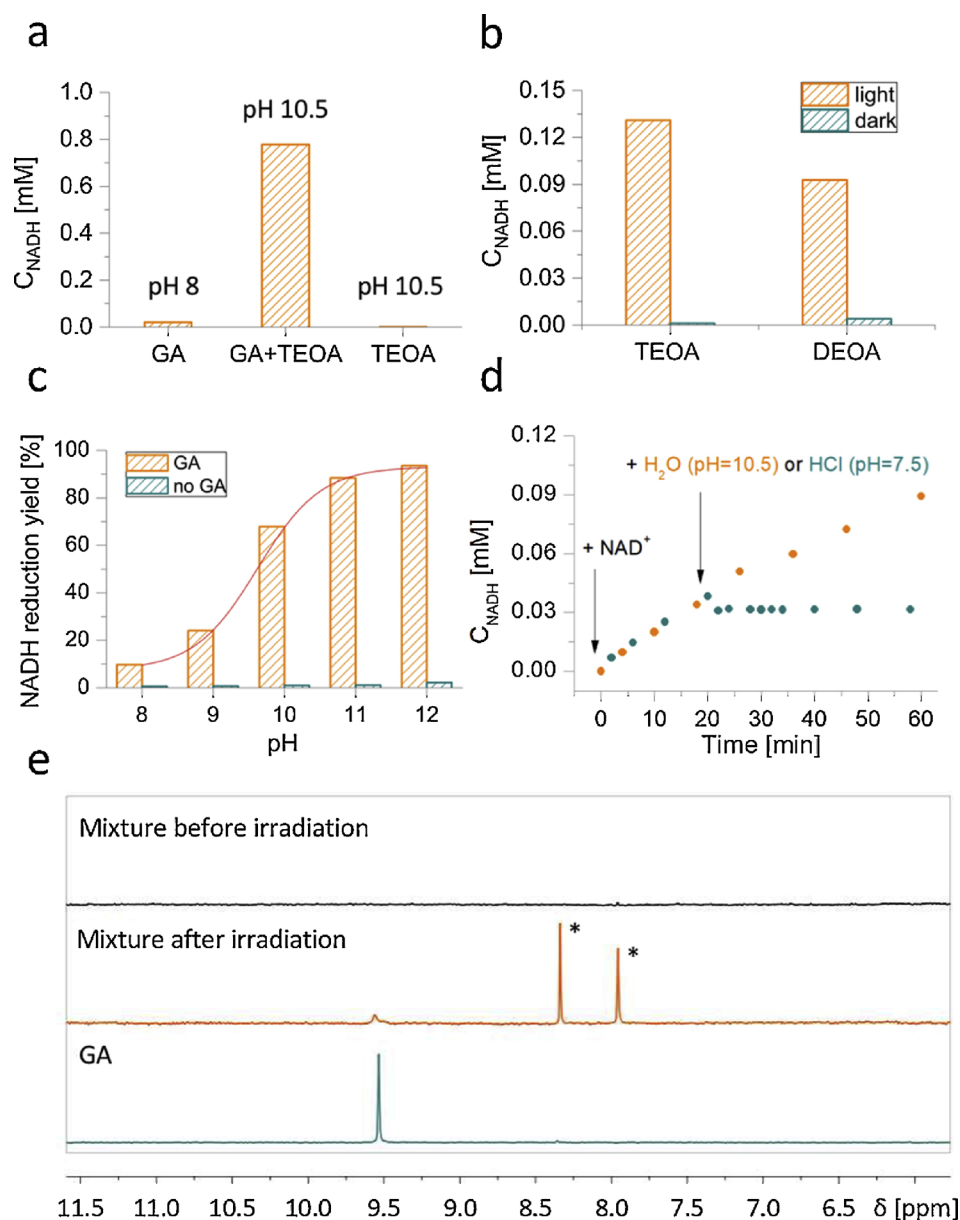 a
C_NADH [mM]
1.0
0.8
0.6
0.4
0.2
0.0
pH 8
pH 10.5
pH 10.5
GA
GA+TEOA
TEOA
b
C_NADH [mM]
0.15
0.12
0.09
0.06
0.03
0.00
light
dark
TEOA
DEOA
c
NADH reduction yield [%]
100
80
60
40
20
0
GA
no GA
8
9
10
11
12
pH
d
C_NADH [mM]
0.12
0.09
0.06
0.03
0.00
+ H₂O (pH=10.5) or HCl (pH=7.5)
+ NAD⁺
0
10
20
30
40
50
60
Time [min]
e
Mixture before irradiation
Mixture after irradiation
*
*
GA
11.5
11.0
10.5
10.0
9.5
9.0
8.5
8.0
7.5
7.0
6.5
δ [ppm]